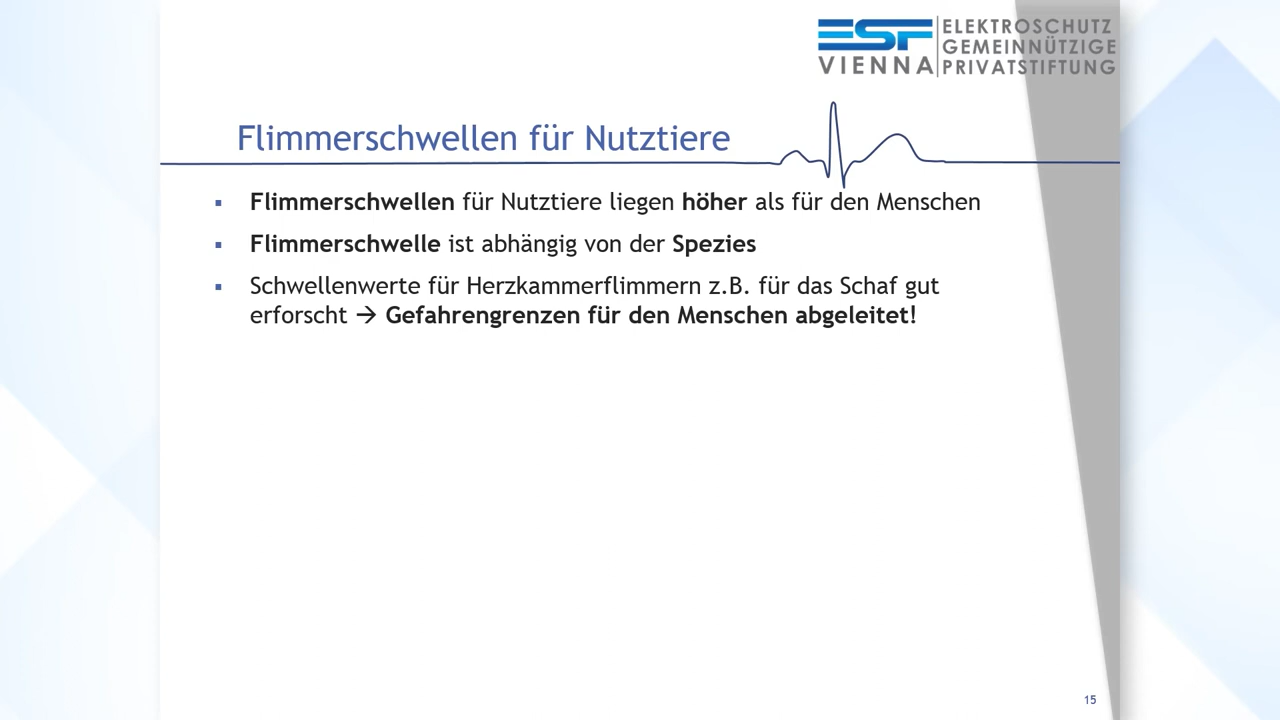 ESF
VIENNA
ELEKTROSCHUTZ
GEMEINNÜTZIGE
PRIVATSTIFTUNG
Flimmerschwellen für Nutztiere
▪ Flimmerschwellen für Nutztiere liegen höher als für den Menschen
▪ Flimmerschwelle ist abhängig von der Spezies
▪ Schwellenwerte für Herzkammerflimmern z.B. für das Schaf gut
erforscht → Gefahrengrenzen für den Menschen abgeleitet!
15